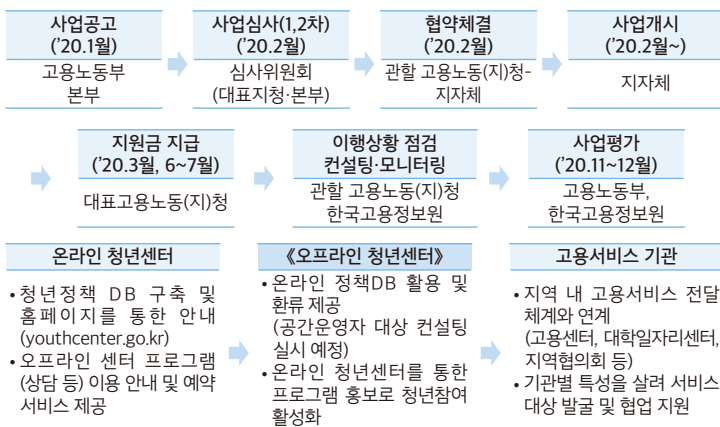 사업공고
('20.1월)
고용노동부
본부
사업심사(1,2차)
('20.2월)
심사위원회
(대표지청·본부)
협약체결
('20.2월)
관할 고용노동(지)청-
지자체
사업개시
('20.2월~)
지자체
지원금 지급
('20.3월, 6~7월)
대표고용노동(지)청
이행상황 점검
컨설팅·모니터링
관할 고용노동(지)청
한국고용정보원
사업평가
('20.11~12월)
고용노동부,
한국고용정보원
온라인 청년센터
• 청년정책 DB 구축 및
홈페이지를 통한 안내
(youthcenter.go.kr)
• 오프라인 센터 프로그램
(상담 등) 이용 안내 및 예약
서비스 제공
《오프라인 청년센터》
• 온라인 정책DB 활용 및
환류 제공
(공간운영자 대상 컨설팅
실시 예정)
• 온라인 청년센터를 통한
프로그램 홍보로 청년참여
활성화
고용서비스 기관
• 지역 내 고용서비스 전달
체계와 연계
(고용센터, 대학일자리센터,
지역협의회 등)
• 기관별 특성을 살려 서비스
대상 발굴 및 협업 지원